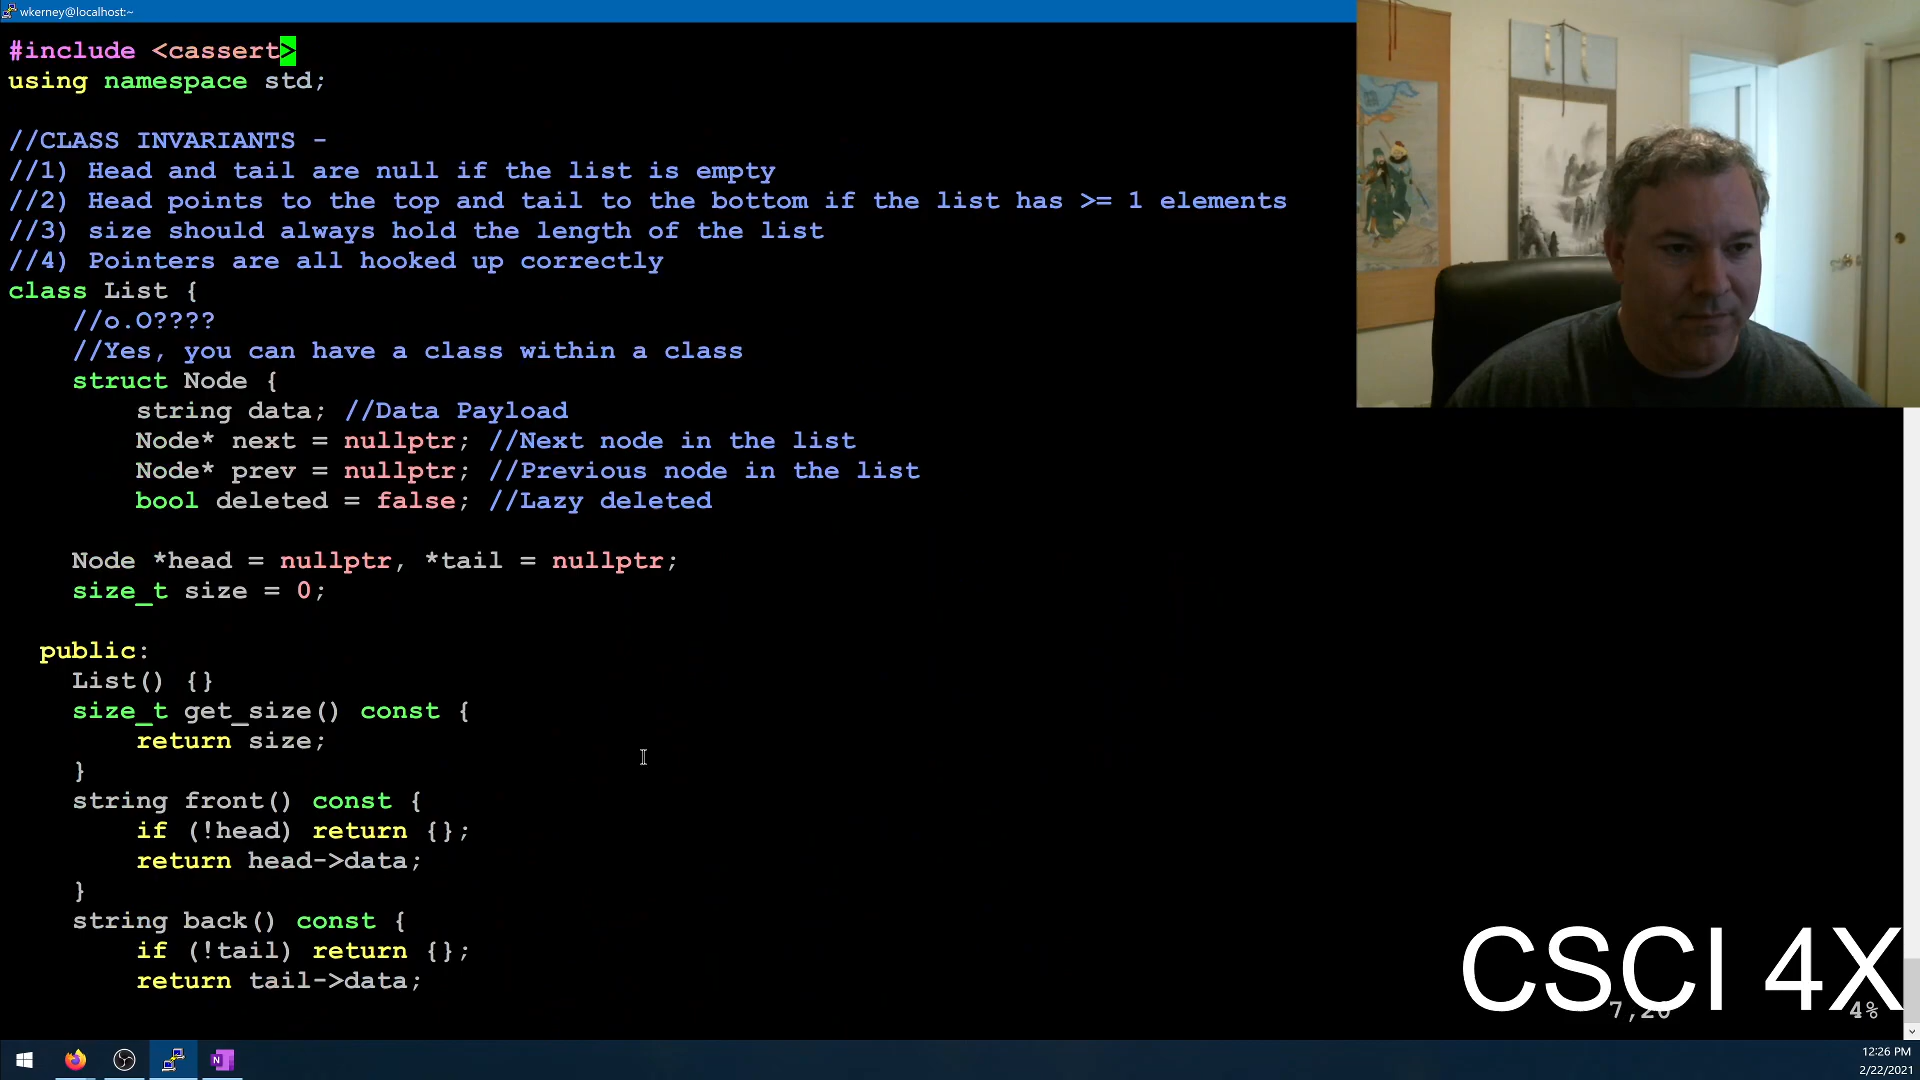 wkerney@localhost:~
#include <cassert>
using namespace std;
//CLASS INVARIANTS -
//1) Head and tail are null if the list is empty
//2) Head points to the top and tail to the bottom if the list has >= 1 elements
//3) size should always hold the length of the list
//4) Pointers are all hooked up correctly
class List {
//o.O????
//Yes, you can have a class within a class
struct Node {
string data; //Data Payload
Node* next = nullptr; //Next node in the list
Node* prev = nullptr; //Previous node in the list
bool deleted = false; //Lazy deleted
Node *head = nullptr, *tail = nullptr;
size_t size = 0;
public:
List() {}
size_t get_size() const {
return size;
}
string front() const {
if (!head) return {};
return head->data;
}
string back() const {
if (!tail) return {};
return tail->data;
CSCI 4X
4%
12:26 PM
2/22/2021